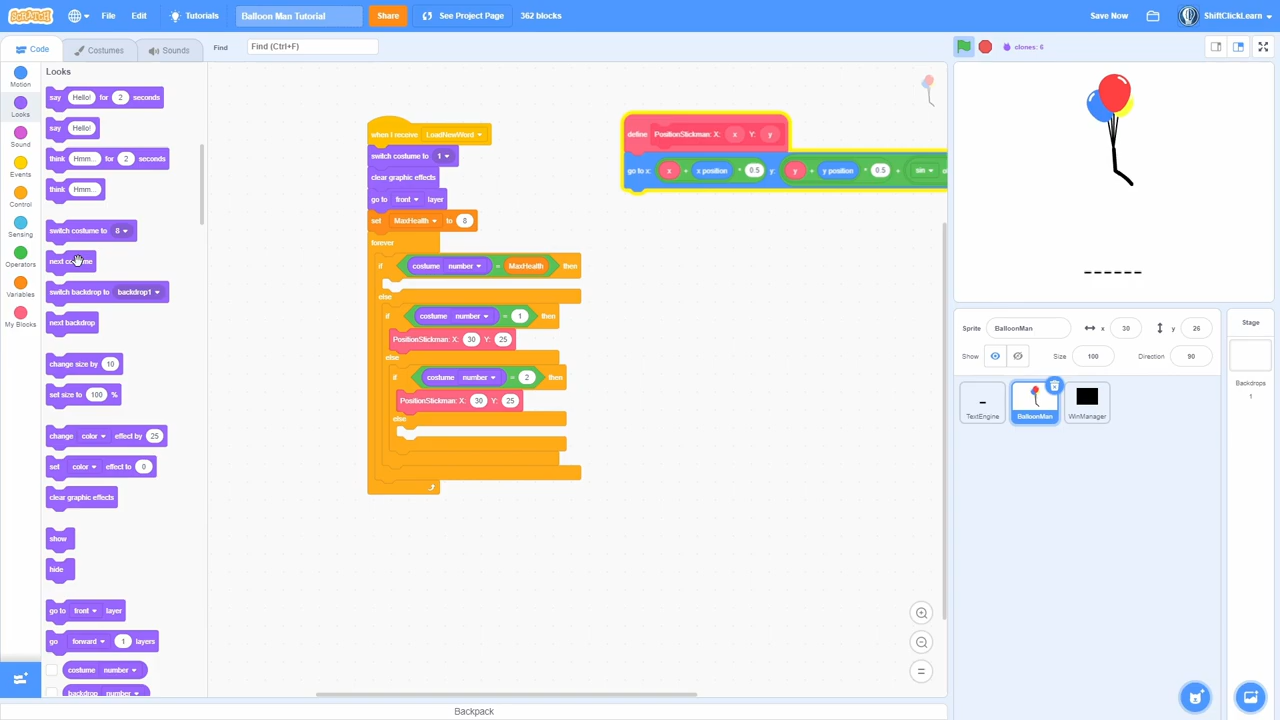 SCRATCH File Edit Tutorials Balloon Man Tutorial Share See Project Page 362 blocks Save Now ShiftClickLearn
Code Costumes Sounds Find Find (Ctrl+F) clones: 6
Motion
Looks
Sound
Events
Control
Sensing
Operators
Variables
My Blocks
Looks
say Hello! for 2 seconds
say Hello!
think Hmm... for 2 seconds
think Hmm...
switch costume to 8
next costume
switch backdrop to backdrop1
next backdrop
change size by 10
set size to 100 %
change color effect by 25
set color effect to 0
clear graphic effects
show
hide
go to front layer
go forward 1 layers
costume number
backdrop number
when I receive LoadNewWord
switch costume to 1
clear graphic effects
go to front layer
set MaxHealth to 8
forever
if costume number = MaxHealth then
else
if costume number = 1 then
PositionStickman: X: 30 Y: 25
else
if costume number = 2 then
PositionStickman: X: 30 Y: 25
else
define PositionStickman: X: x Y: y
go to x: x + x position * 0.5 y: y + y position * 0.5 + sin
Sprite BalloonMan x 30 y 26
Show Size 100 Direction 90
TextEngine
BalloonMan
WinManager
Stage
Backdrops
1
Backpack